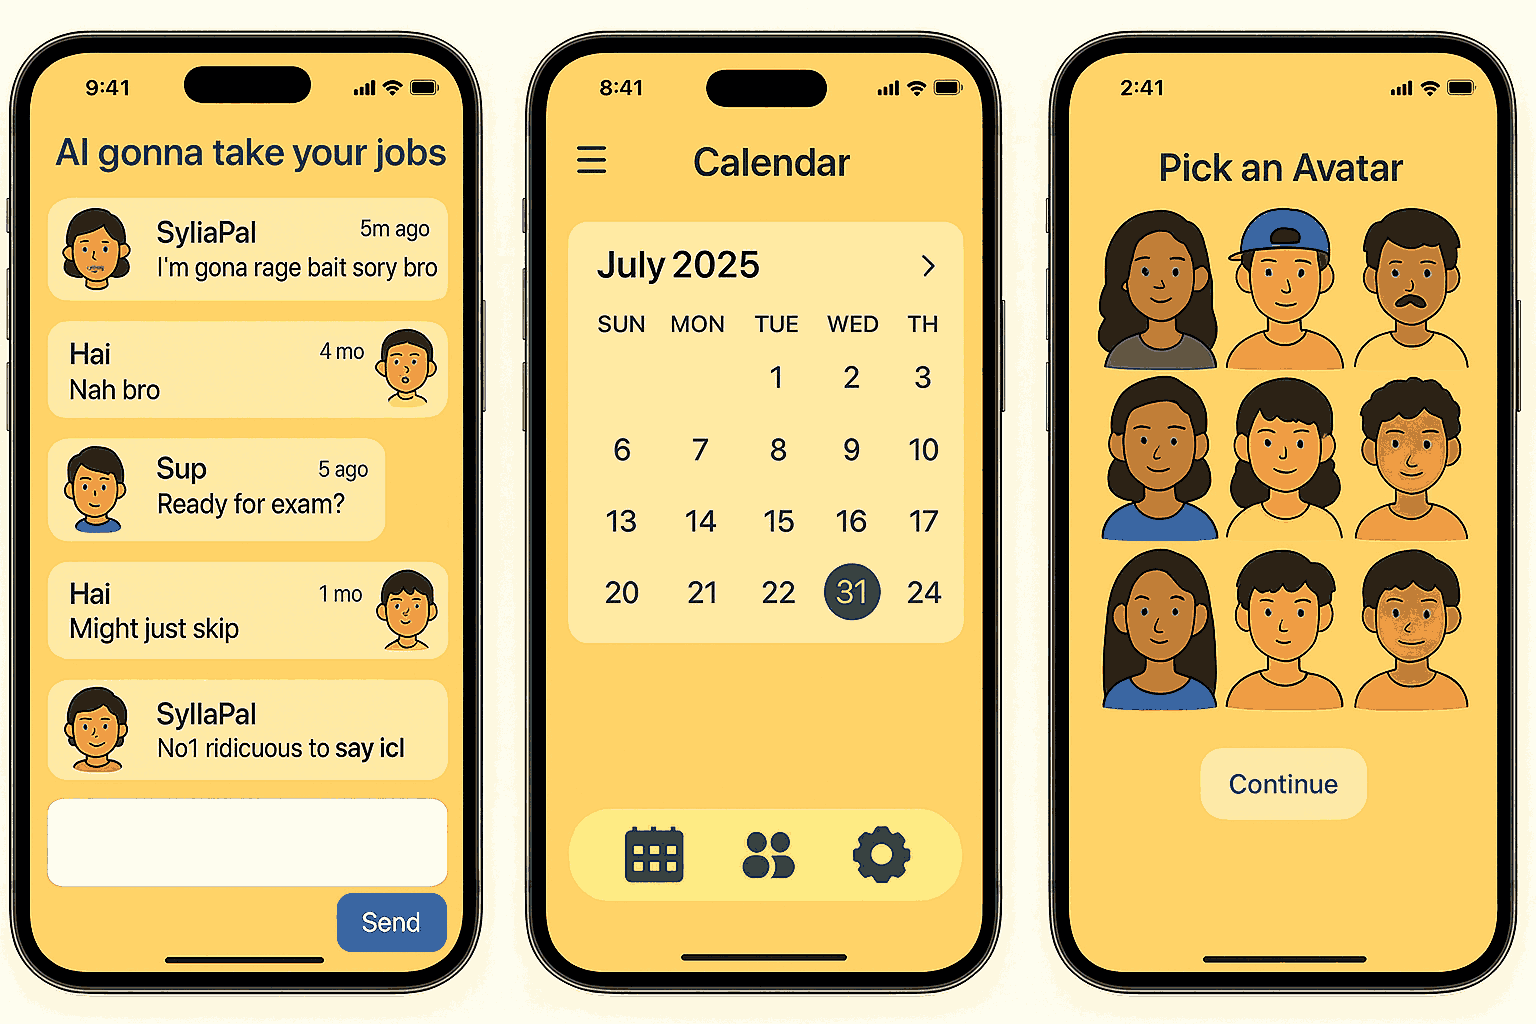 9:41
AI gonna take your jobs
SyliaPal 5m ago
I'm gona rage bait sory bro
Hai 4 mo
Nah bro
Sup 5 ago
Ready for exam?
Hai 1 mo
Might just skip
SyllaPal
No1 ridicuous to say icl
Send
8:41
Calendar
July 2025
SUN MON TUE WED TH
1 2 3
6 7 8 9 10
13 14 15 16 17
20 21 22 31 24
2:41
Pick an Avatar
Continue